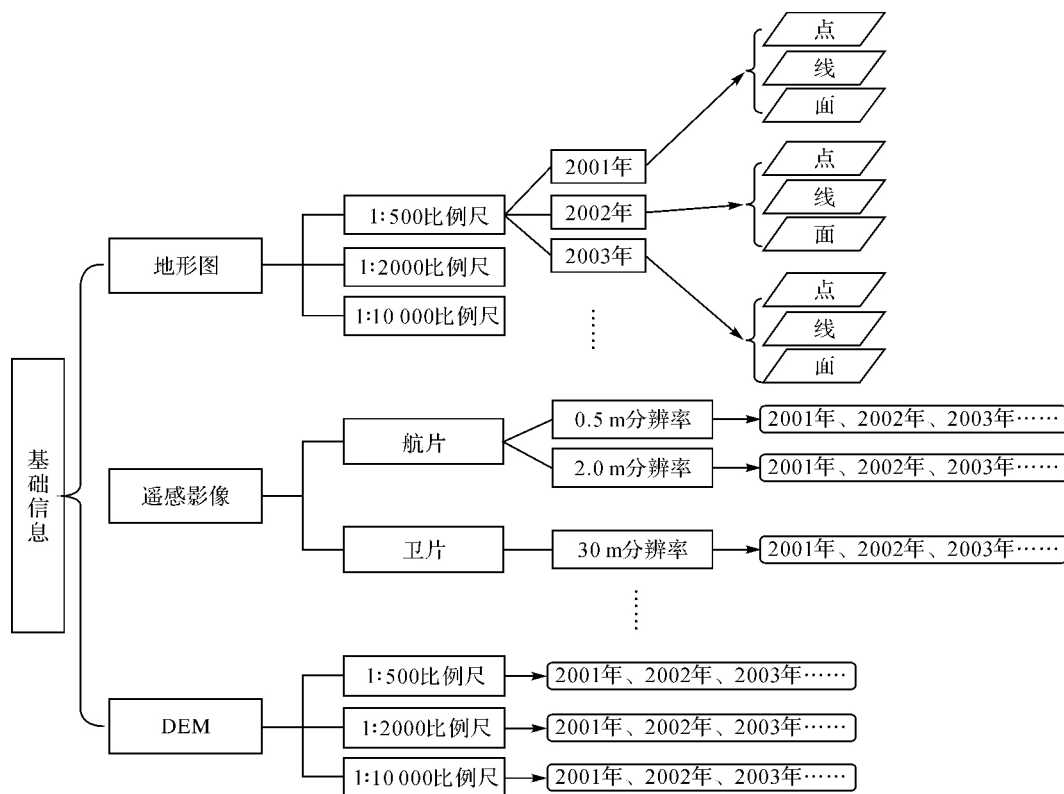 点
线
面
点
线
面
点
线
面
2001年
2002年
2003年
1:500比例尺
1:2000比例尺
1:10 000比例尺
地形图
基础信息
遥感影像
航片
0.5 m分辨率
2001年、2002年、2003年……
2.0 m分辨率
2001年、2002年、2003年……
卫片
30 m分辨率
2001年、2002年、2003年……
DEM
1:500比例尺
2001年、2002年、2003年……
1:2000比例尺
2001年、2002年、2003年……
1:10 000比例尺
2001年、2002年、2003年……